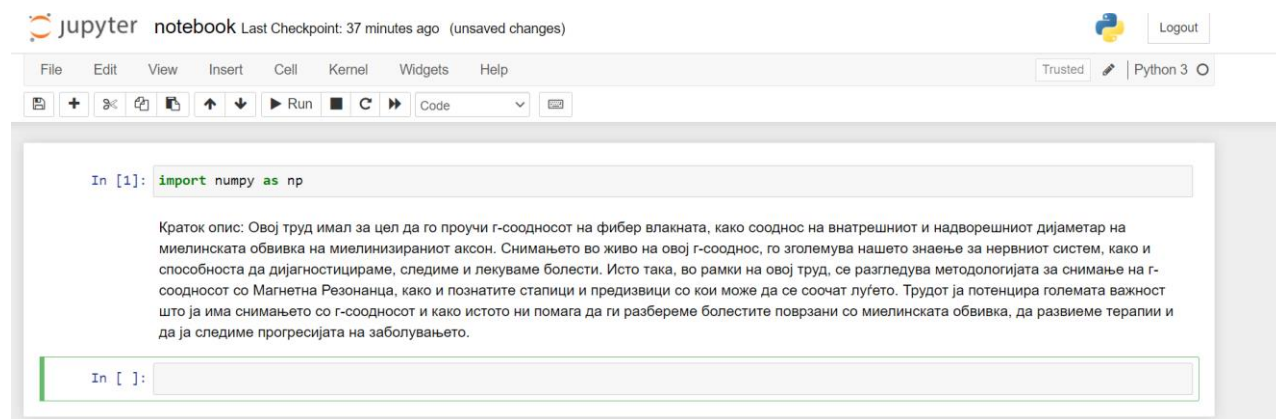 jupyter notebook Last Checkpoint: 37 minutes ago (unsaved changes) Logout
File Edit View Insert Cell Kernel Widgets Help Trusted Python 3
Run Code
In [1]: import numpy as np
Краток опис: Овој труд имал за цел да го проучи г-соодносот на фибер влакната, како сооднос на внатрешниот и надворешниот дијаметар на
миелинската обвивка на миелинизираниот аксон. Снимањето во живо на овој г-сооднос, го зголемува нашето знаење за нервниот систем, како и
способноста да дијагностицираме, следиме и лекуваме болести. Исто така, во рамки на овој труд, се разгледува методологијата за снимање на г-
соодносот со Магнетна Резонанца, како и познатите стапици и предизвици со кои може да се соочат луѓето. Трудот ја потенцира големата важност
што ја има снимањето со г-соодносот и како истото ни помага да ги разбереме болестите поврзани со миелинската обвивка, да развиеме терапии и
да ја следиме прогресијата на заболувањето.
In [ ]: